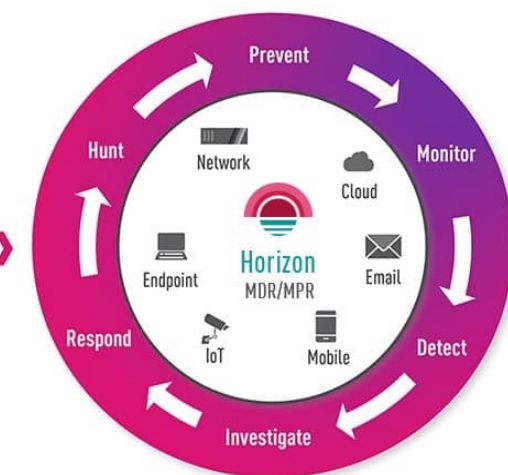 Prevent
Monitor
Detect
Investigate
Respond
Hunt
Network
Cloud
Email
Mobile
IoT
Endpoint
Horizon
MDR/MPR